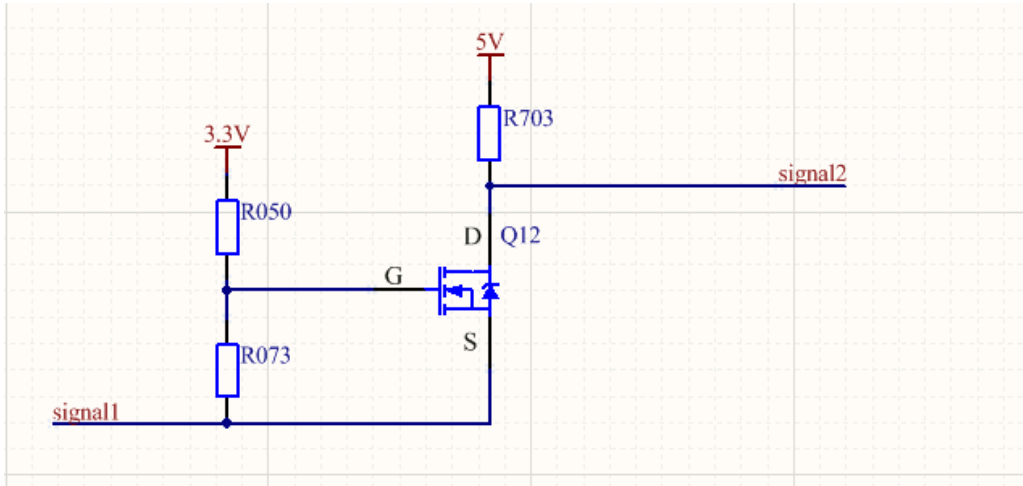 5V
R703
3.3V
signal2
R050
D
Q12
G
S
R073
signal1